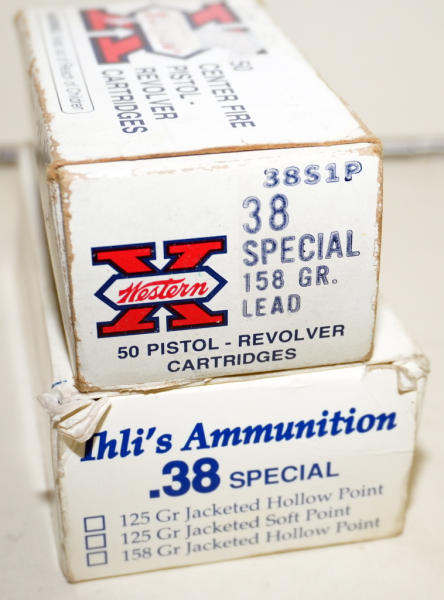 50
CENTER FIRE
PISTOL -
REVOLVER
CARTRIDGES
38S1P
38
SPECIAL
158 GR.
LEAD
X
Western
50 PISTOL - REVOLVER
CARTRIDGES
Ihli's Ammunition
.38 SPECIAL
125 Gr Jacketed Hollow Point
125 Gr Jacketed Soft Point
158 Gr Jacketed Hollow Point